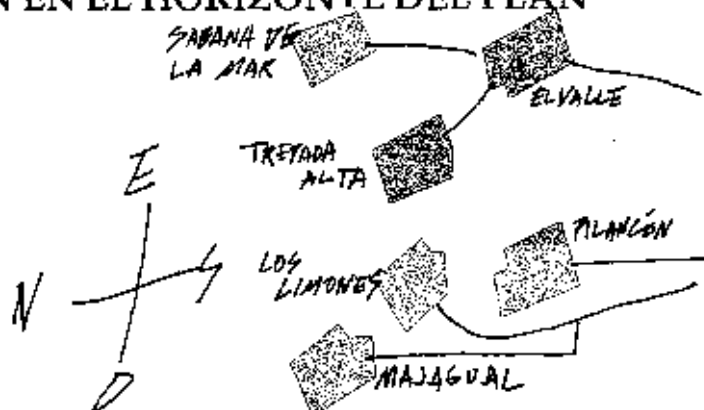 EN EL HORIZONTE DEL PLAN
SABANA DE
LA MAR
EL VALLE
TREPADA
ALTA
E
N
S
O
LOS
LIMONES
PILANCÓN
MAJAGUAL